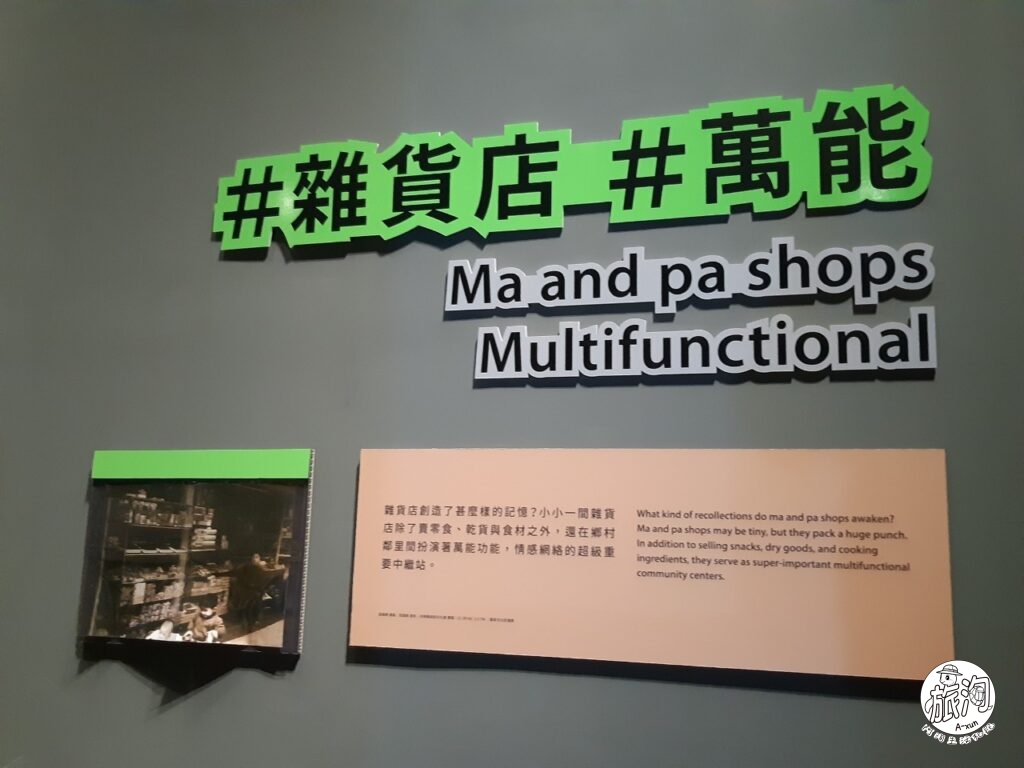 #雜貨店 #萬能
Ma and pa shops
Multifunctional
雜貨店創造了甚麼樣的記憶?小小一間雜貨
店除了賣零食、乾貨與食材之外,還在鄉村
鄰里間扮演著萬能功能,情感網絡的超級重
要中繼站。
What kind of recollections do ma and pa shops awaken?
Ma and pa shops may be tiny, but they pack a huge punch.
In addition to selling snacks, dry goods, and cooking
ingredients, they serve as super-important multifunctional
community centers.
旅淘
A-xun